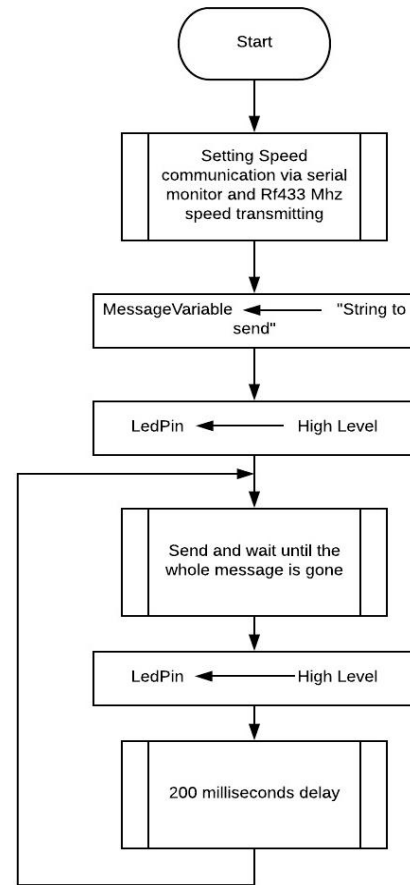 Start
Setting Speed
communication via serial
monitor and Rf433 Mhz
speed transmitting
MessageVariable "String to
send"
LedPin High Level
Send and wait until the
whole message is gone
LedPin High Level
200 milliseconds delay